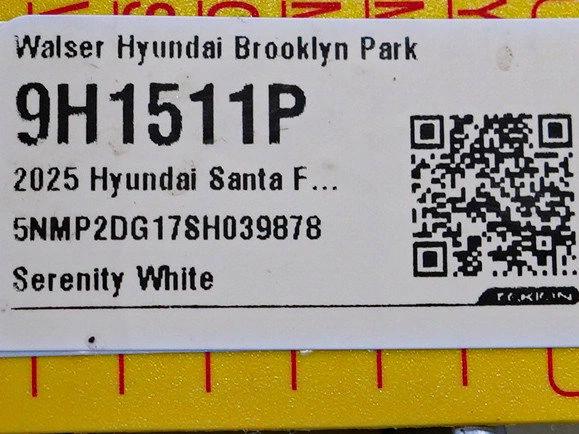 Walser Hyundai Brooklyn Park
9H1511P
2025 Hyundai Santa F...
5NMP2DG17SH039878
Serenity White